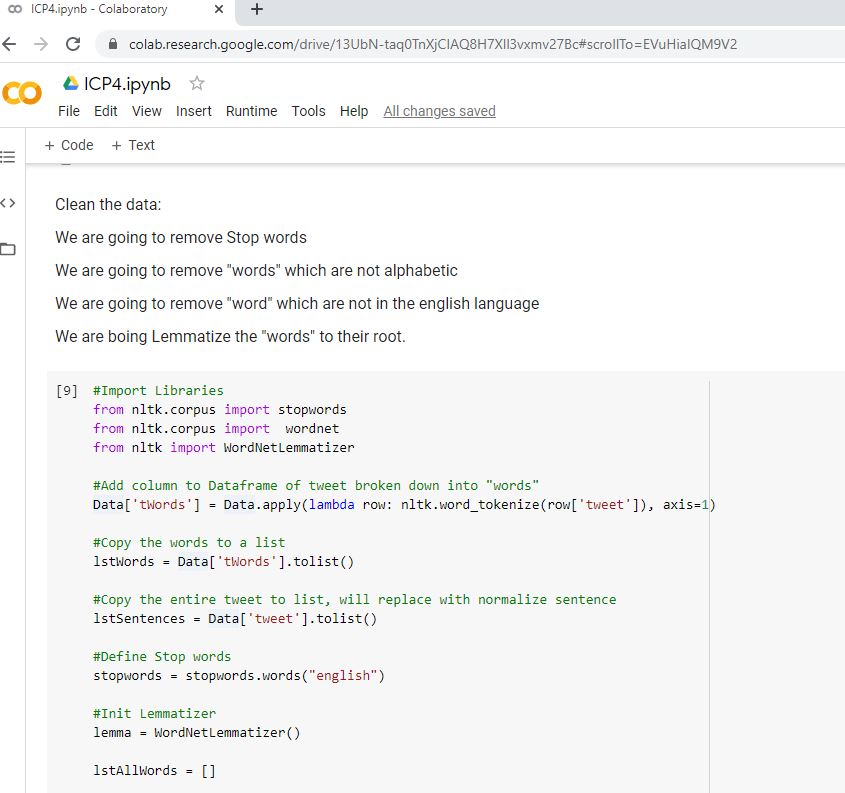 ICP4.ipynb - Colaboratory
colab.research.google.com/drive/13UbN-taq0TnXjCIAQ8H7XII3vxmv27Bc#scrollTo=EVuHiaIQM9V2
ICP4.ipynb
File Edit View Insert Runtime Tools Help All changes saved
+ Code + Text
Clean the data:
We are going to remove Stop words
We are going to remove "words" which are not alphabetic
We are going to remove "word" which are not in the english language
We are boing Lemmatize the "words" to their root.
[9] #Import Libraries
from nltk.corpus import stopwords
from nltk.corpus import  wordnet
from nltk import WordNetLemmatizer
#Add column to Dataframe of tweet broken down into "words"
Data['tWords'] = Data.apply(lambda row: nltk.word_tokenize(row['tweet']), axis=1)
#Copy the words to a list
lstWords = Data['tWords'].tolist()
#Copy the entire tweet to list, will replace with normalize sentence
lstSentences = Data['tweet'].tolist()
#Define Stop words
stopwords = stopwords.words("english")
#Init Lemmatizer
lemma = WordNetLemmatizer()
lstAllWords = []